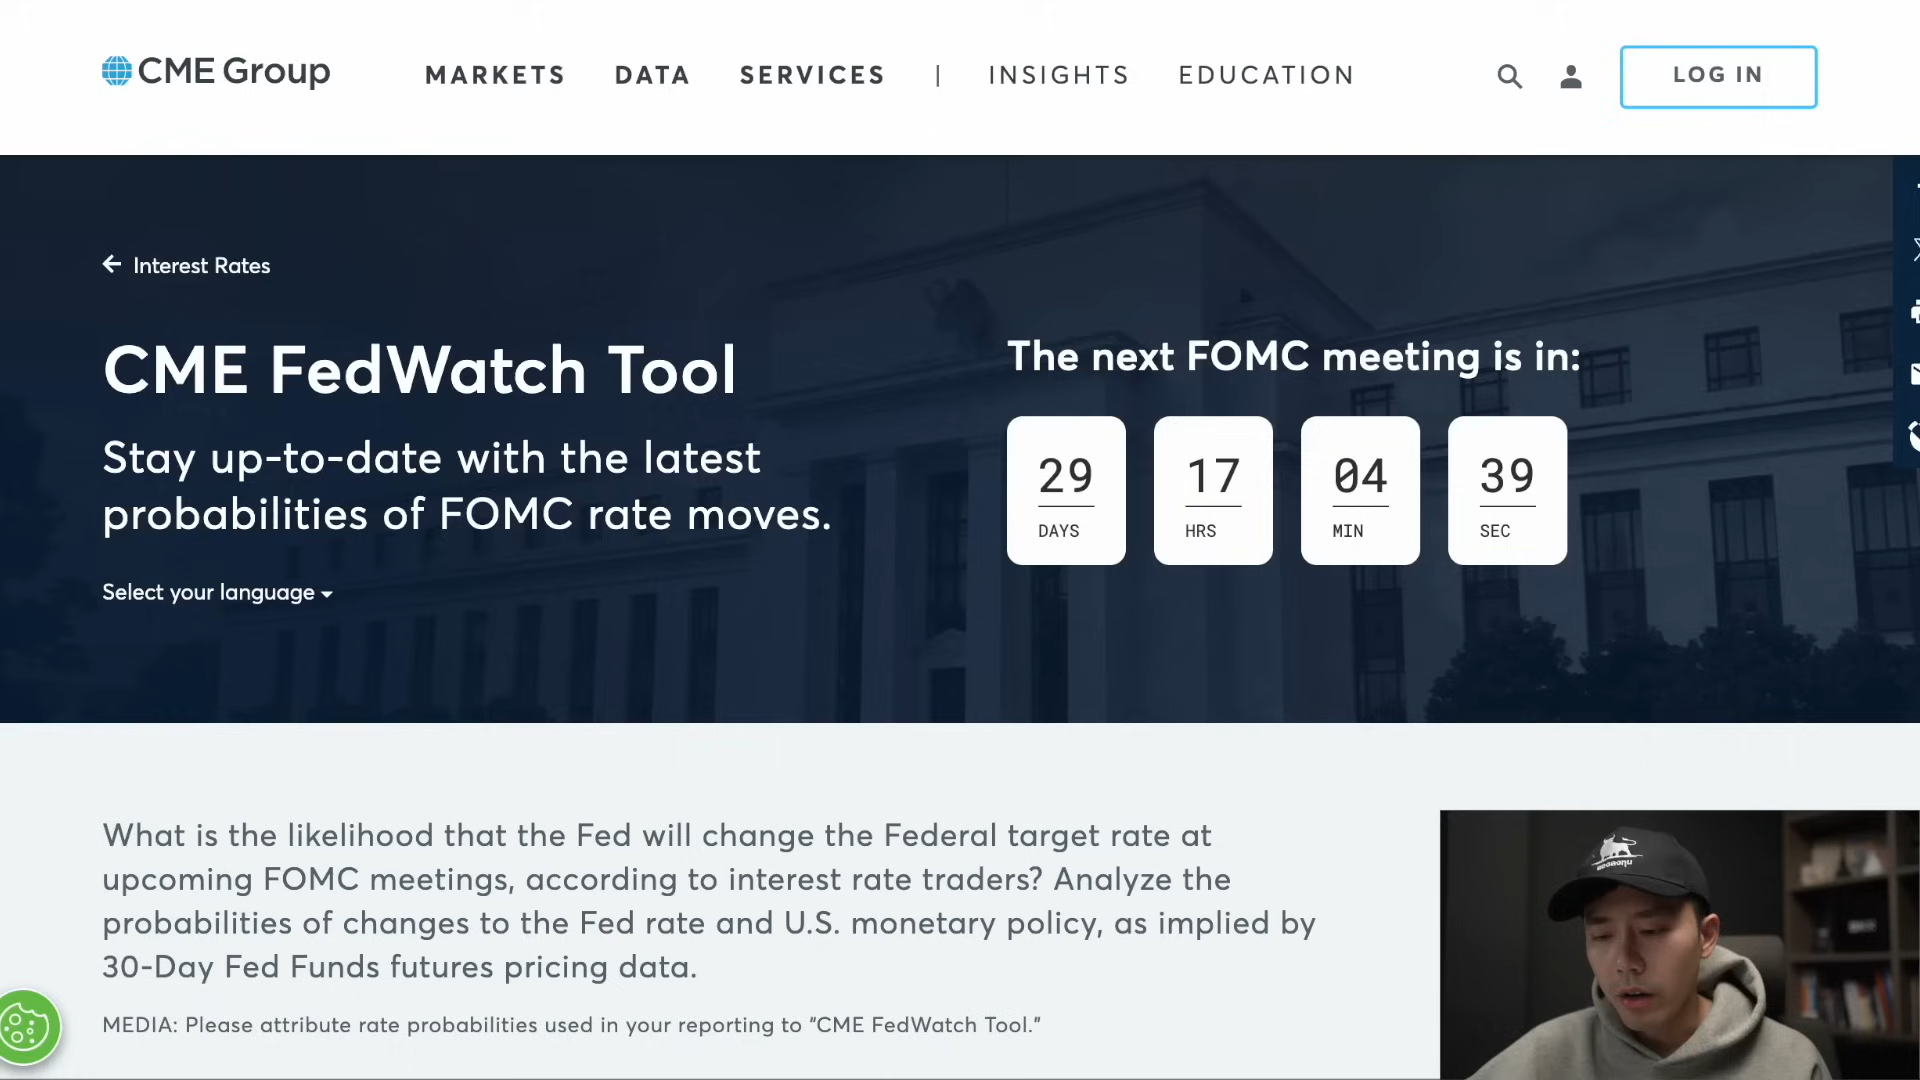 CME Group
MARKETS DATA SERVICES | INSIGHTS EDUCATION
LOG IN
Interest Rates
CME FedWatch Tool
Stay up-to-date with the latest
probabilities of FOMC rate moves.
Select your language
The next FOMC meeting is in:
29 17 04 39
DAYS HRS MIN SEC
What is the likelihood that the Fed will change the Federal target rate at
upcoming FOMC meetings, according to interest rate traders? Analyze the
probabilities of changes to the Fed rate and U.S. monetary policy, as implied by
30-Day Fed Funds futures pricing data.
MEDIA: Please attribute rate probabilities used in your reporting to "CME FedWatch Tool."